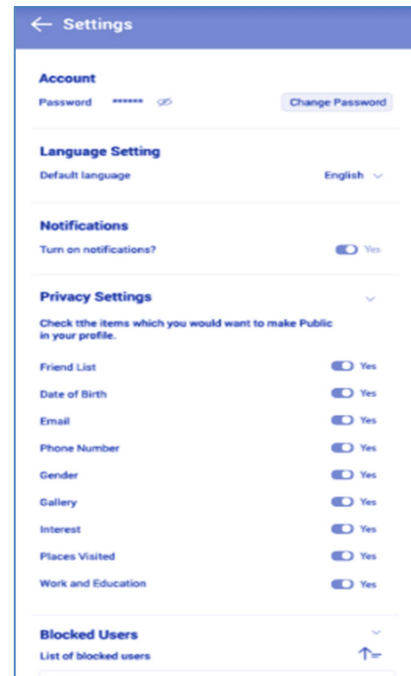 Settings
Account
Password ****** Change Password
Language Setting
Default language English
Notifications
Turn on notifications? Yes
Privacy Settings
Check tthe items which you would want to make Public
in your profile.
Friend List Yes
Date of Birth Yes
Email Yes
Phone Number Yes
Gender Yes
Gallery Yes
Interest Yes
Places Visited Yes
Work and Education Yes
Blocked Users
List of blocked users